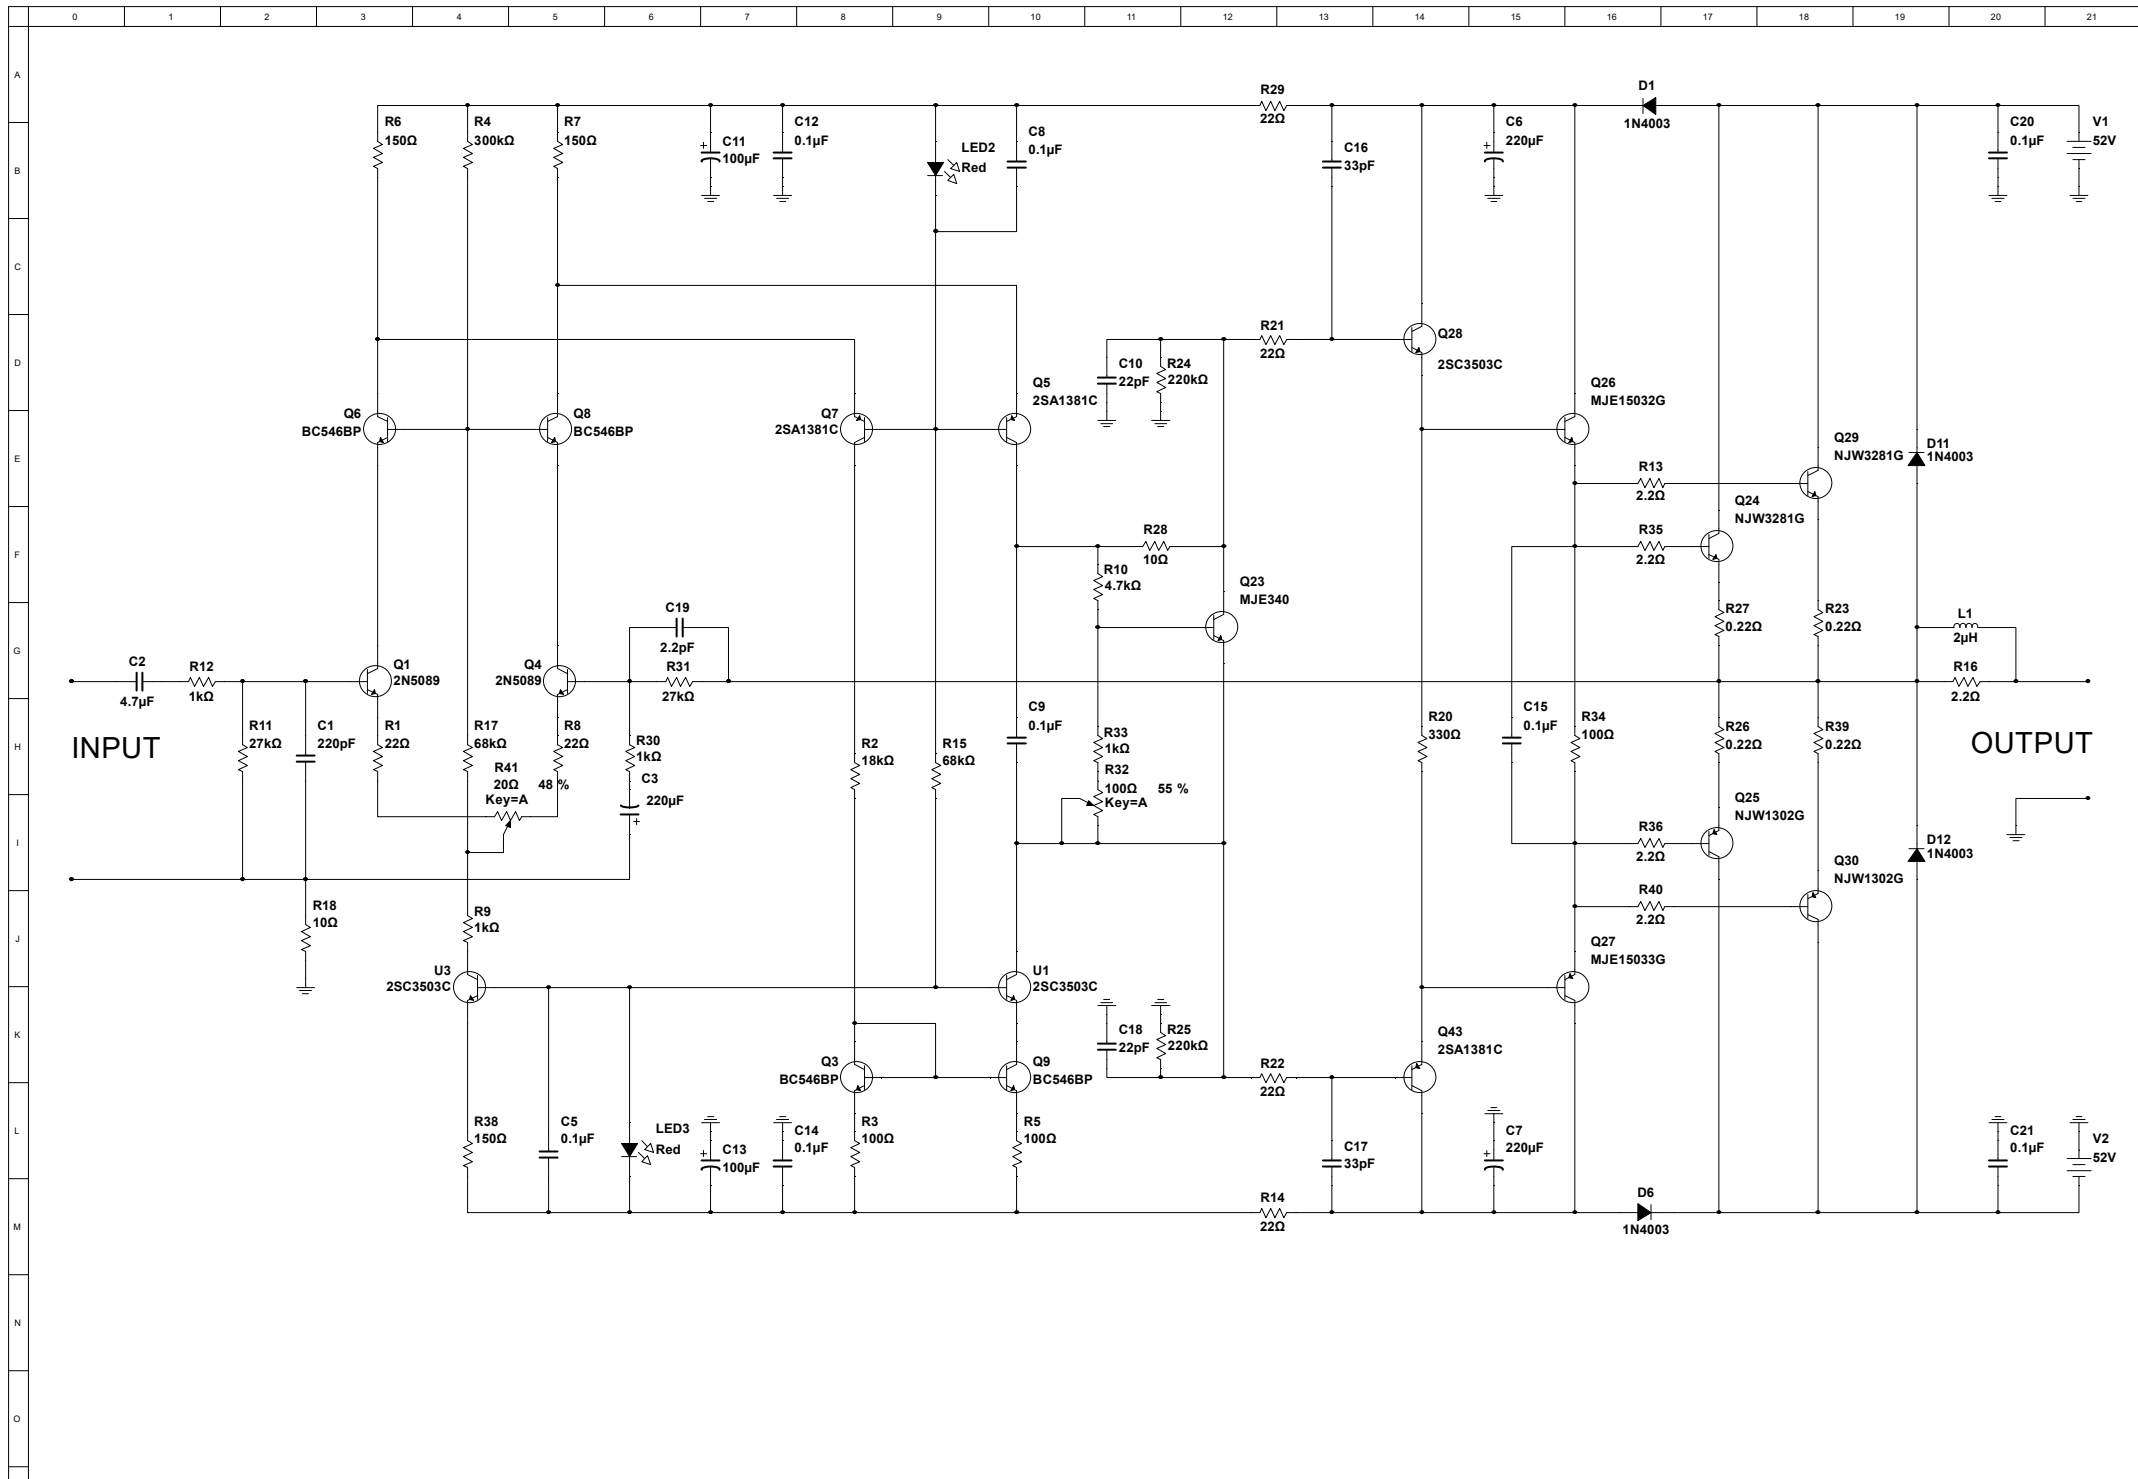 0 1 2 3 4 5 6 7 8 9 10 11 12 13 14 15 16 17 18 19 20 21
A
B
C
D
E
F
G
H
I
J
K
L
M
N
O
R6
150Ω
R4
300kΩ
R7
150Ω
C11
100µF
C12
0.1µF
LED2
Red
C8
0.1µF
R29
22Ω
C16
33pF
C6
220µF
D1
1N4003
C20
0.1µF
V1
52V
R21
22Ω
Q28
2SC3503C
C10
22pF
R24
220kΩ
Q6
BC546BP
Q8
BC546BP
Q7
2SA1381C
Q5
2SA1381C
Q26
MJE15032G
Q29
NJW3281G
D11
1N4003
R13
2.2Ω
Q24
NJW3281G
R35
2.2Ω
R28
10Ω
R10
4.7kΩ
Q23
MJE340
R27
0.22Ω
R23
0.22Ω
L1
2µH
C19
2.2pF
R31
27kΩ
C2
4.7µF
R12
1kΩ
Q1
2N5089
Q4
2N5089
R16
2.2Ω
INPUT
R11
27kΩ
C1
220pF
R1
22Ω
R17
68kΩ
R8
22Ω
R30
1kΩ
R41
20Ω
Key=A
48 %
C3
220µF
R2
18kΩ
R15
68kΩ
C9
0.1µF
R33
1kΩ
R32
100Ω
Key=A
55 %
R20
330Ω
C15
0.1µF
R34
100Ω
R26
0.22Ω
R39
0.22Ω
OUTPUT
Q25
NJW1302G
R36
2.2Ω
D12
1N4003
Q30
NJW1302G
R40
2.2Ω
R18
10Ω
R9
1kΩ
U3
2SC3503C
U1
2SC3503C
Q27
MJE15033G
C18
22pF
R25
220kΩ
Q43
2SA1381C
Q3
BC546BP
Q9
BC546BP
R22
22Ω
R38
150Ω
C5
0.1µF
LED3
Red
C13
100µF
C14
0.1µF
R3
100Ω
R5
100Ω
C17
33pF
C7
220µF
C21
0.1µF
V2
52V
R14
22Ω
D6
1N4003